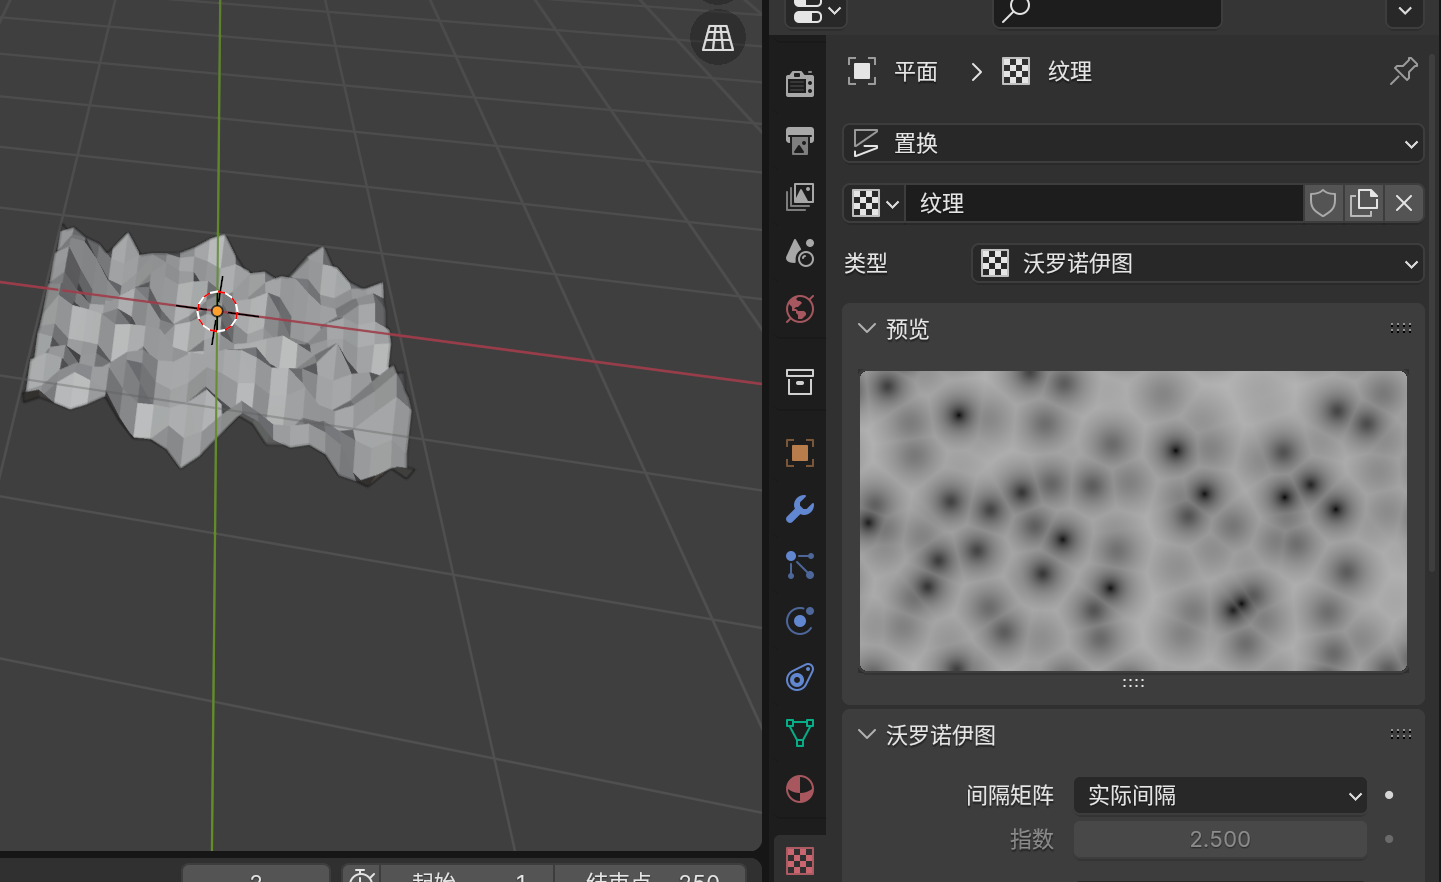 平面 纹理
置换
纹理
类型 沃罗诺伊图
预览
沃罗诺伊图
间隔矩阵 实际间隔
指数 2.500
起始 1 结束点 250